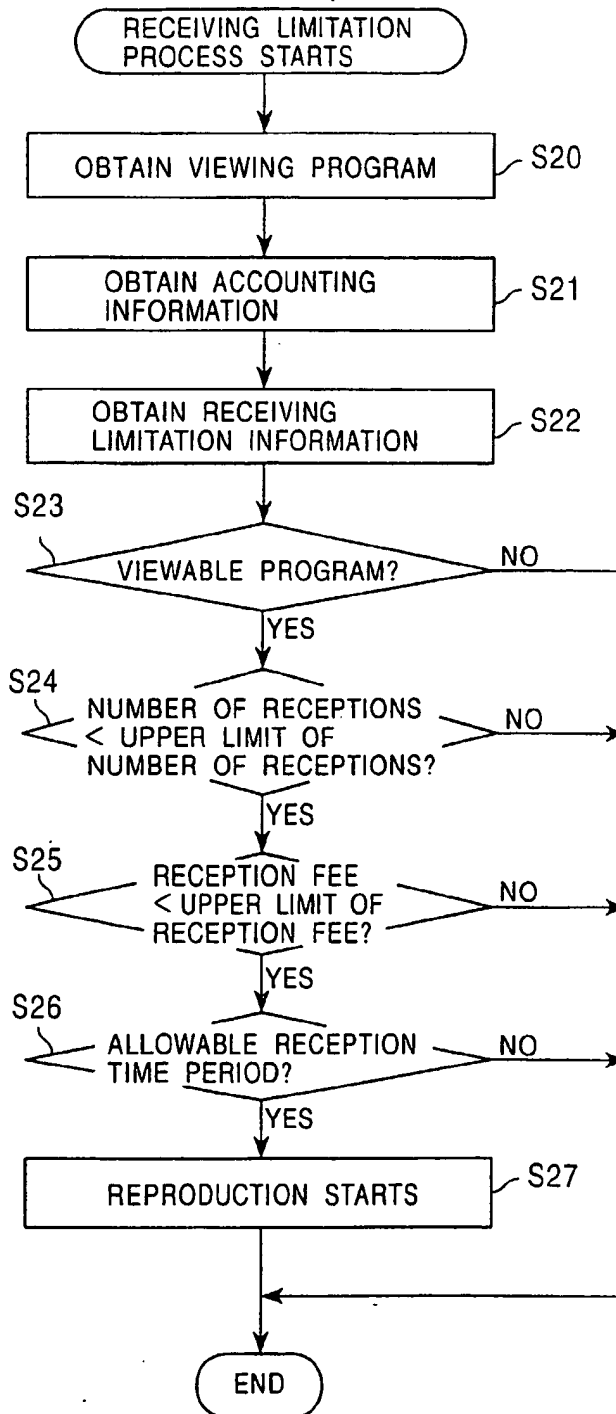 RECEIVING LIMITATION
PROCESS STARTS
OBTAIN VIEWING PROGRAM
S20
OBTAIN ACCOUNTING
INFORMATION
S21
OBTAIN RECEIVING
LIMITATION INFORMATION
S22
S23
VIEWABLE PROGRAM?
NO
YES
S24
NUMBER OF RECEPTIONS
< UPPER LIMIT OF
NUMBER OF RECEPTIONS?
NO
YES
S25
RECEPTION FEE
< UPPER LIMIT OF
RECEPTION FEE?
NO
YES
S26
ALLOWABLE RECEPTION
TIME PERIOD?
NO
YES
REPRODUCTION STARTS
S27
END